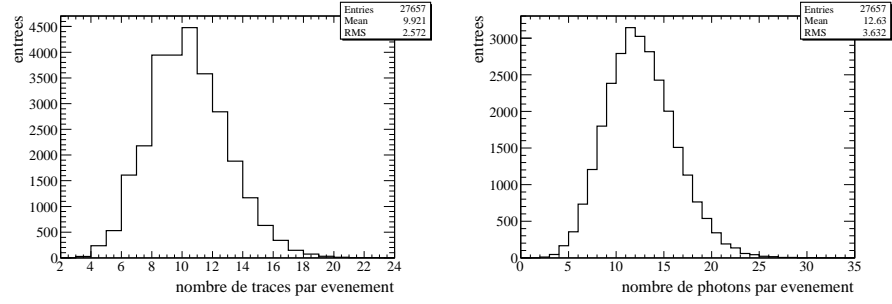 Entries 27657
Mean 9.921
RMS 2.572
entrees
4500
4000
3500
3000
2500
2000
1500
1000
500
0
2 4 6 8 10 12 14 16 18 20 22 24
nombre de traces par evenement
Entries 27657
Mean 12.63
RMS 3.632
entrees
3000
2500
2000
1500
1000
500
0
0 5 10 15 20 25 30 35
nombre de photons par evenement